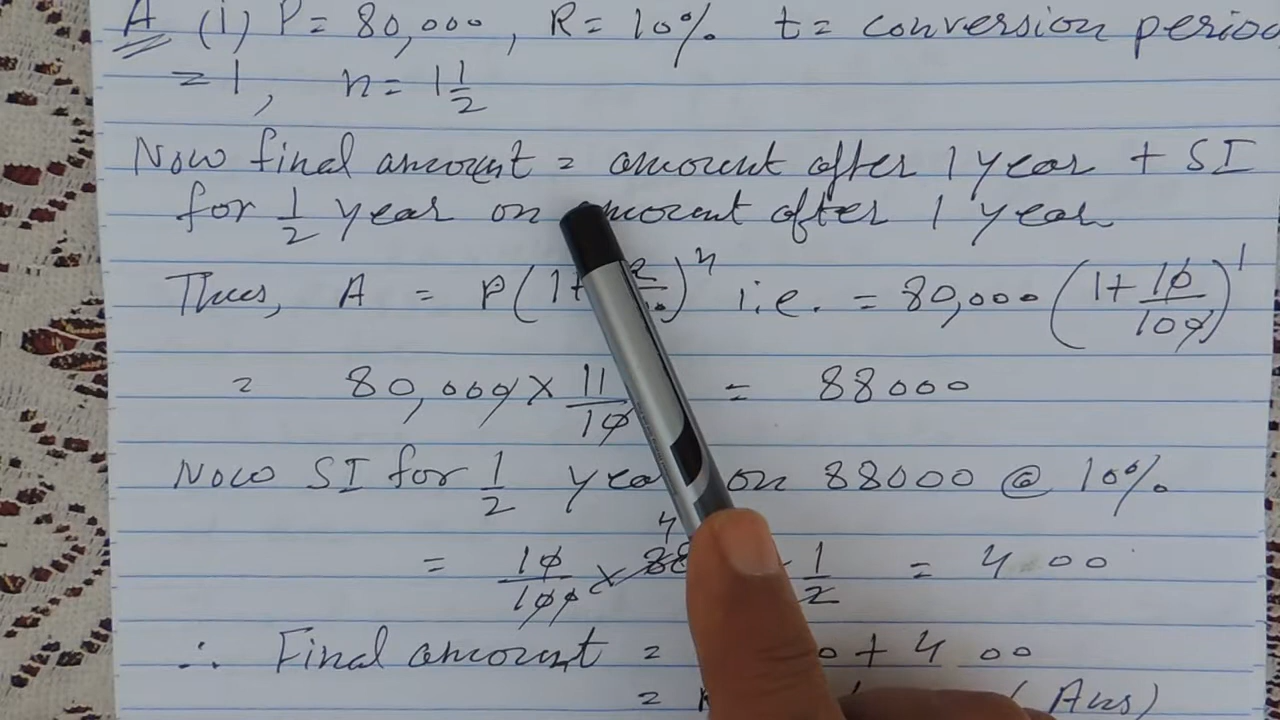 A (i) P = 80,000, R = 10% t = conversion period
= 1, n = 1 1/2
Now final amount = amount after 1 year + SI
for 1/2 year on amount after 1 year
Thus, A = P(1+ )ⁿ i.e. = 80,000 (1 + 10/100)¹
= 80,000 × 11/10 = 88000
Now SI for 1/2 year on 88000 @ 10%
= 10/100 × 1/2 = 4 00
∴ Final amount = + 4 00
= (Ans)